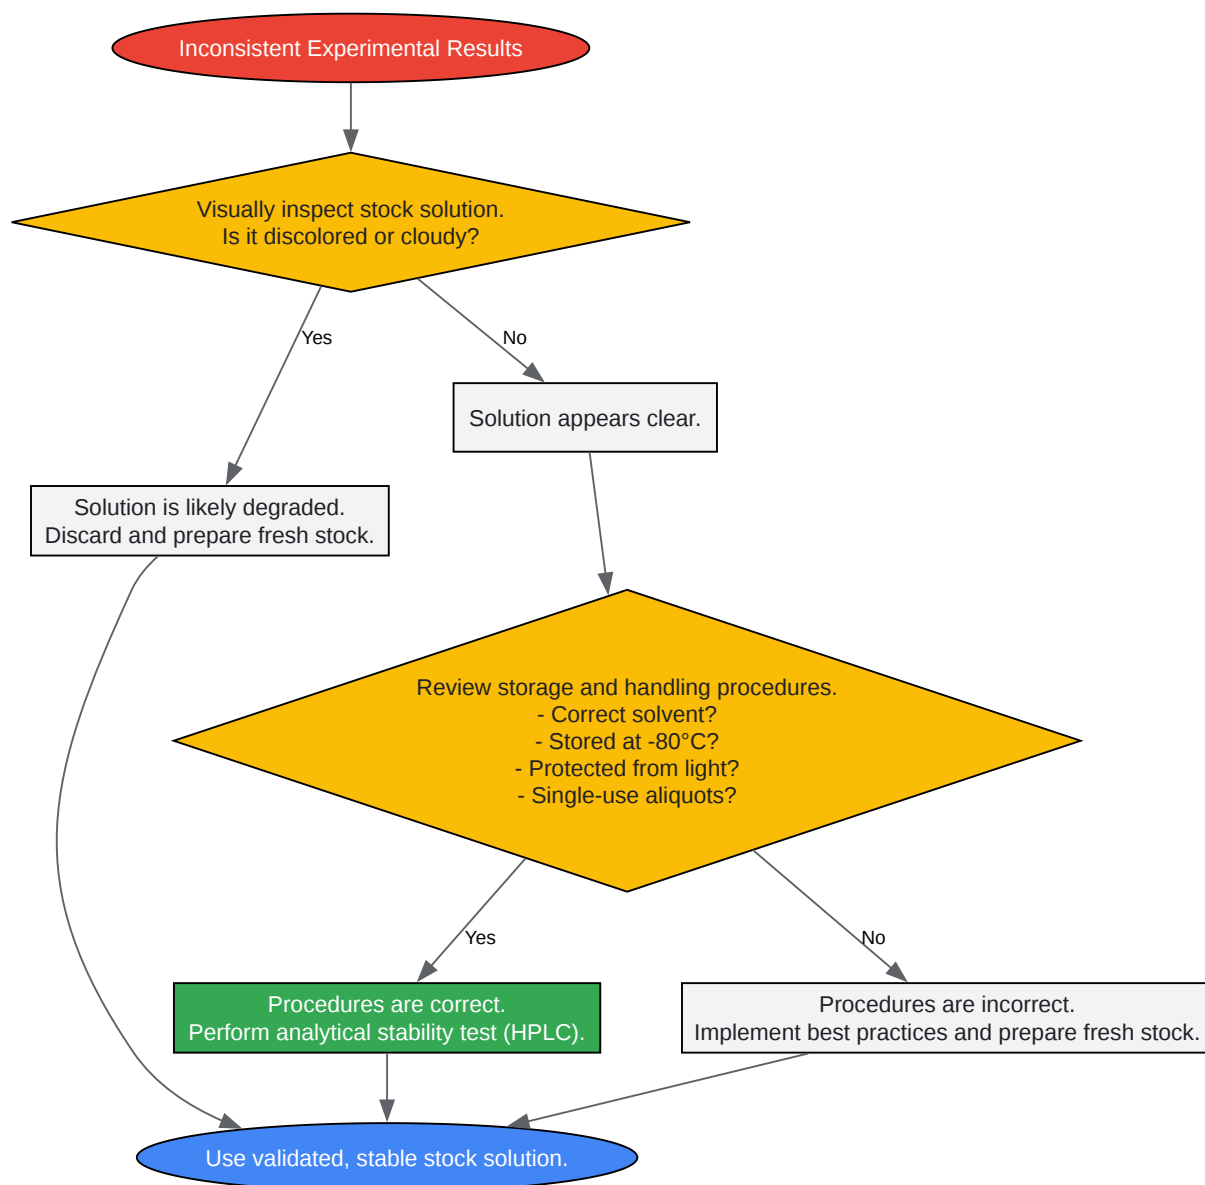 Inconsistent Experimental Results
Visually inspect stock solution.
Is it discolored or cloudy?
Yes
No
Solution appears clear.
Solution is likely degraded.
Discard and prepare fresh stock.
Review storage and handling procedures.
- Correct solvent?
- Stored at -80°C?
- Protected from light?
- Single-use aliquots?
Yes
No
Procedures are correct.
Perform analytical stability test (HPLC).
Procedures are incorrect.
Implement best practices and prepare fresh stock.
Use validated, stable stock solution.